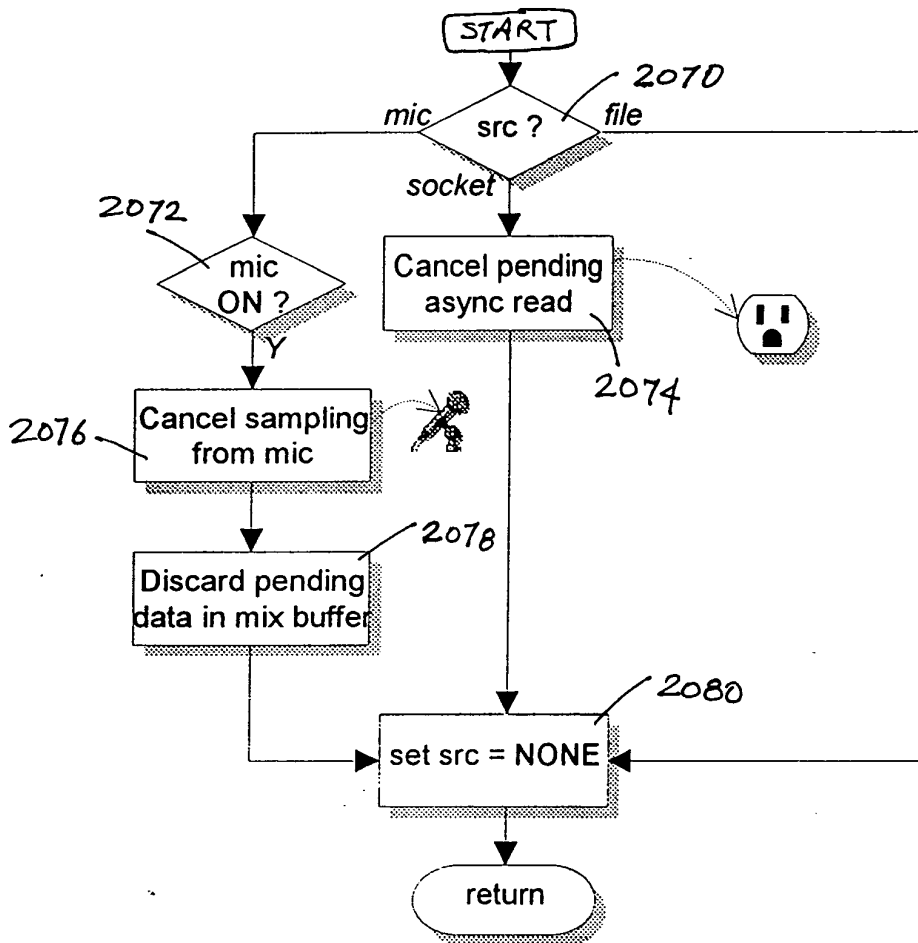 START
2070
mic
src ?
file
socket
2072
mic
ON ?
Cancel pending
async read
Y
2074
Cancel sampling
from mic
2076
2078
Discard pending
data in mix buffer
2080
set src = NONE
return